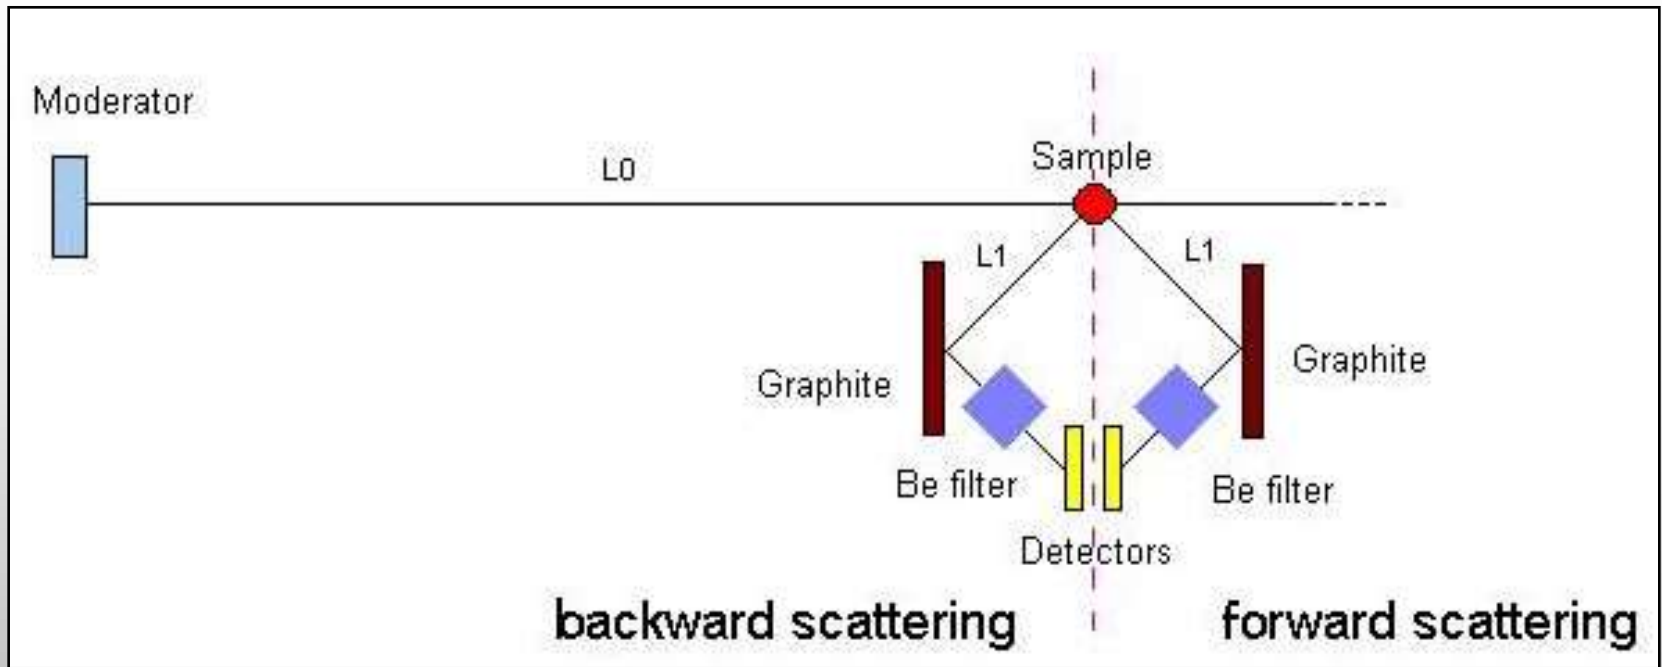 Moderator
L0
Sample
L1
L1
Graphite
Graphite
Be filter
Be filter
Detectors
backward scattering
forward scattering